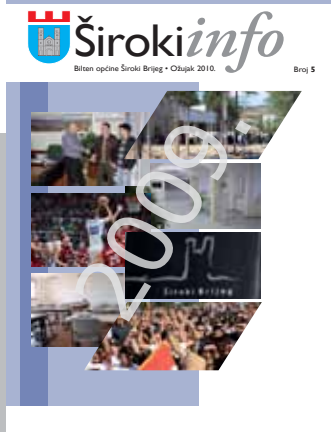 Široki info
Bilten općine Široki Brijeg • Ožujak 2010.
Broj 5
2009.
Široki Brijeg